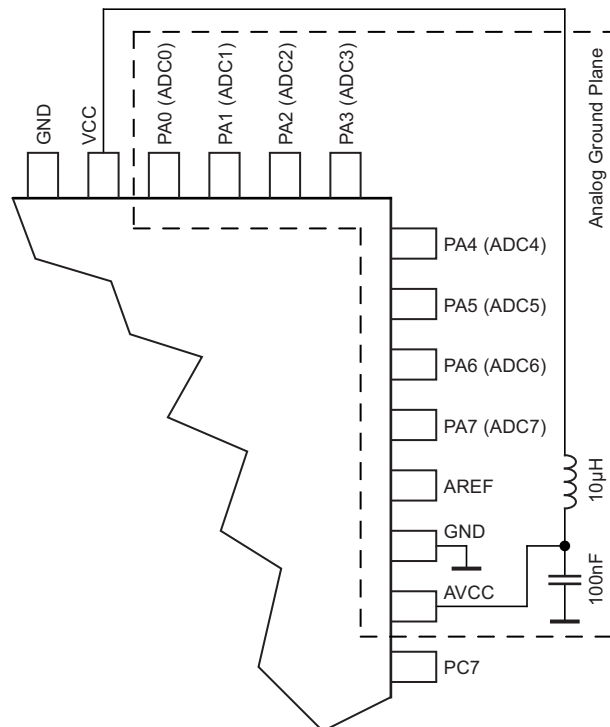 GND
VCC
PA0 (ADC0)
PA1 (ADC1)
PA2 (ADC2)
PA3 (ADC3)
Analog Ground Plane
PA4 (ADC4)
PA5 (ADC5)
PA6 (ADC6)
PA7 (ADC7)
10µH
AREF
GND
AVCC
100nF
PC7